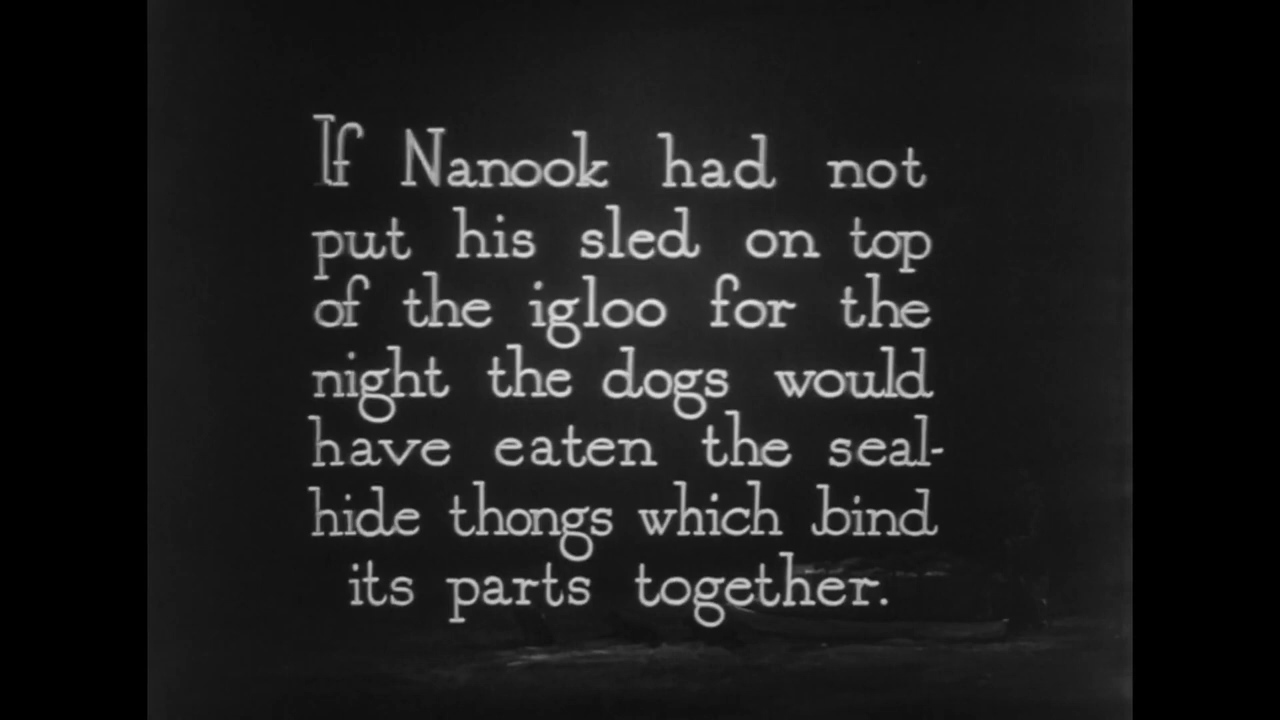 If Nanook had not
put his sled on top
of the igloo for the
night the dogs would
have eaten the seal-
hide thongs which bind
its parts together.